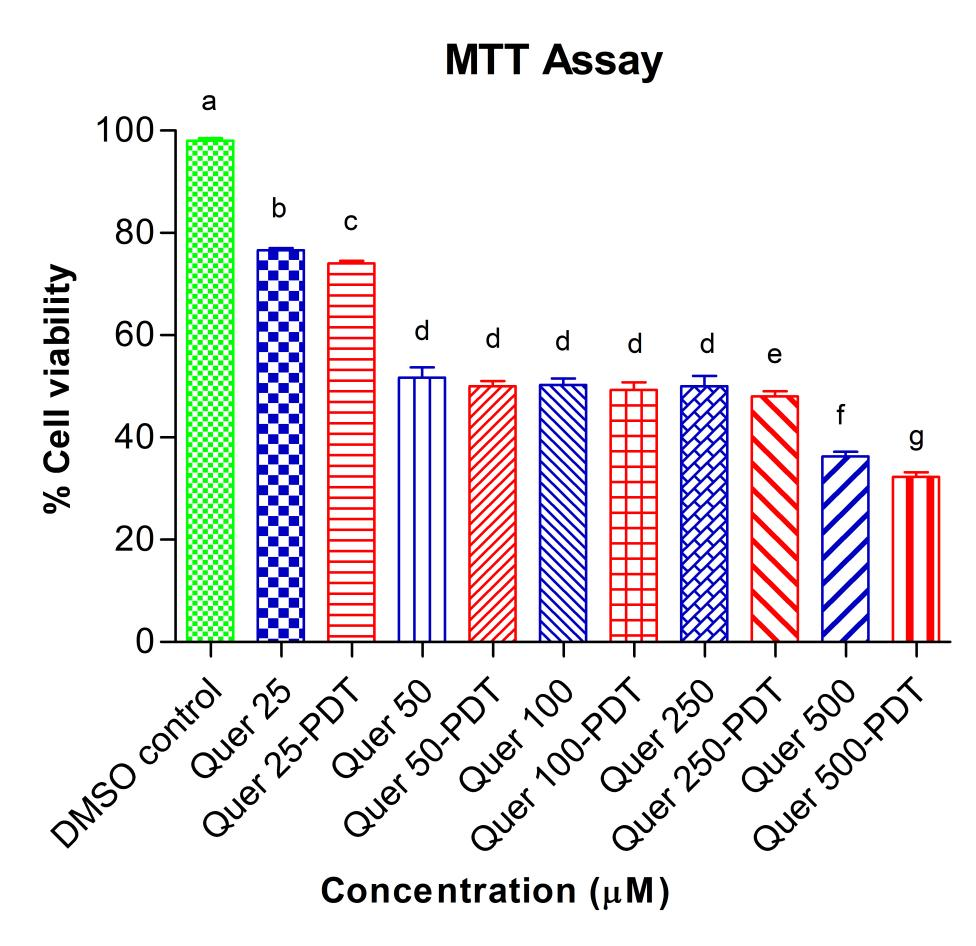 MTT Assay
a
b
c
d
d
d
d
d
e
f
g
100
80
60
40
20
0
% Cell viability
DMSO control
Quer 25
Quer 25-PDT
Quer 50
Quer 50-PDT
Quer 100
Quer 100-PDT
Quer 250
Quer 250-PDT
Quer 500
Quer 500-PDT
Concentration (μM)